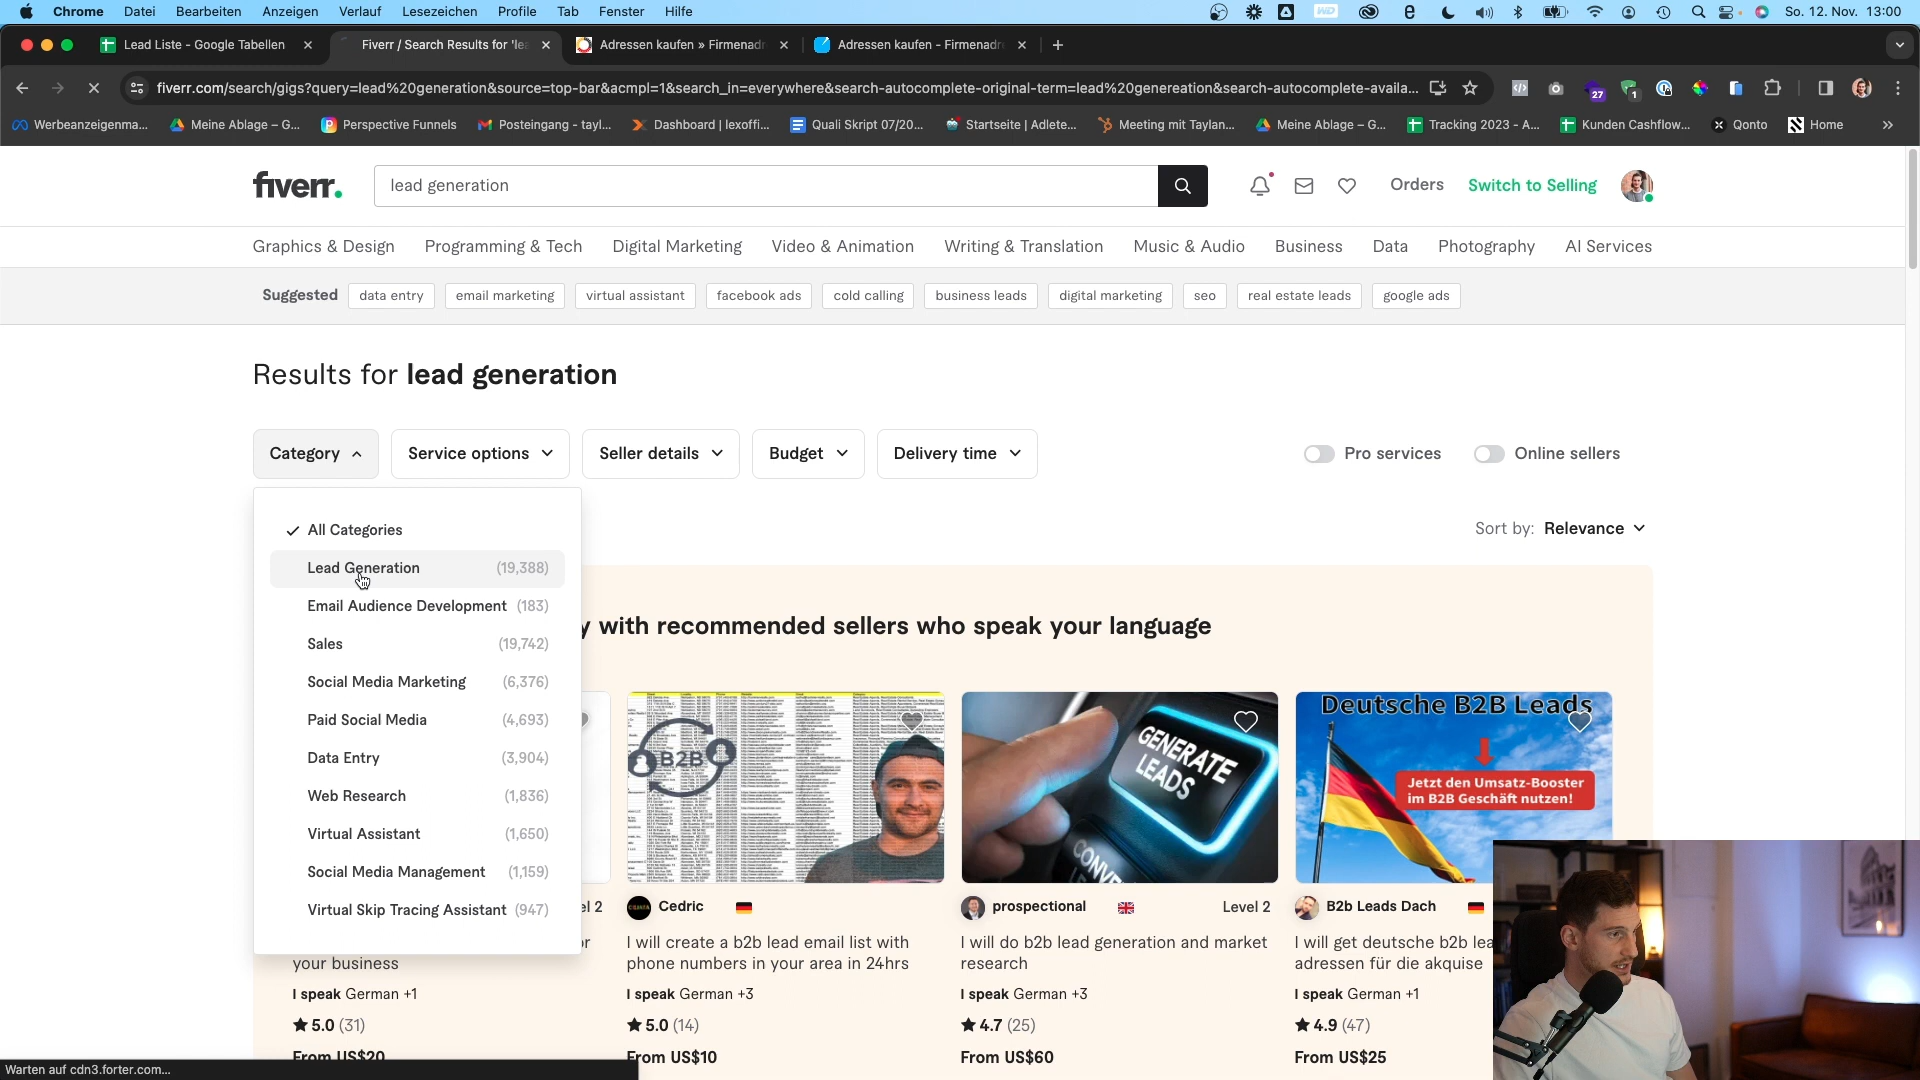 Chrome Datei Bearbeiten Anzeigen Verlauf Lesezeichen Profile Tab Fenster Hilfe So. 12. Nov. 13:00
Lead Liste - Google Tabellen Fiverr / Search Results for 'le Adressen kaufen » Firmenadr Adressen kaufen - Firmenadre
fiverr.com/search/gigs?query=lead%20generation&source=top-bar&acmpl=1&search_in=everywhere&search-autocomplete-original-term=lead%20genereation&search-autocomplete-availa... 27 1
Werbeanzeigenma... Meine Ablage – G... Perspective Funnels Posteingang - tayl... Dashboard | lexoffi... Quali Skript 07/20... Startseite | Adlete... Meeting mit Taylan... Meine Ablage – G... Tracking 2023 - A... Kunden Cashflow... Qonto Home »
fiverr. lead generation Orders Switch to Selling
Graphics & Design Programming & Tech Digital Marketing Video & Animation Writing & Translation Music & Audio Business Data Photography AI Services
Suggested data entry email marketing virtual assistant facebook ads cold calling business leads digital marketing seo real estate leads google ads
Results for lead generation
Category Service options Seller details Budget Delivery time Pro services Online sellers
Sort by: Relevance
All Categories
Lead Generation (19,388)
Email Audience Development (183)
Sales (19,742)
Social Media Marketing (6,376)
Paid Social Media (4,693)
Data Entry (3,904)
Web Research (1,836)
Virtual Assistant (1,650)
Social Media Management (1,159)
Virtual Skip Tracing Assistant (947)
y with recommended sellers who speak your language
B2B
GENERATE
LEADS
Deutsche B2B Leads
Jetzt den Umsatz-Booster
im B2B Geschäft nutzen!
el 2 Cedric prospectional Level 2 B2b Leads Dach
or
your business
I speak German +1
5.0 (31)
From US$20
I will create a b2b lead email list with
phone numbers in your area in 24hrs
I speak German +3
5.0 (14)
From US$10
I will do b2b lead generation and market
research
I speak German +3
4.7 (25)
From US$60
I will get deutsche b2b lea
adressen für die akquise
I speak German +1
4.9 (47)
From US$25
Warten auf cdn3.forter.com...